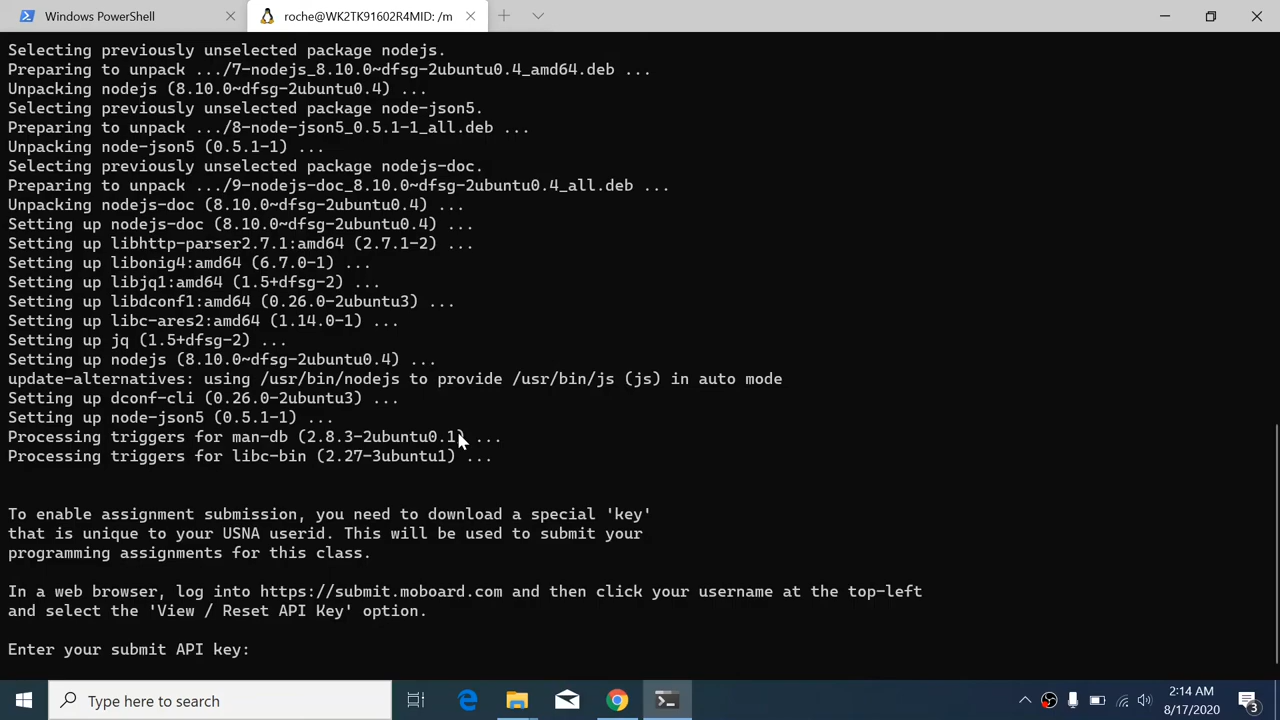 Windows PowerShell
roche@WK2TK91602R4MID: /m
Selecting previously unselected package nodejs.
Preparing to unpack .../7-nodejs_8.10.0~dfsg-2ubuntu0.4_amd64.deb ...
Unpacking nodejs (8.10.0~dfsg-2ubuntu0.4) ...
Selecting previously unselected package node-json5.
Preparing to unpack .../8-node-json5_0.5.1-1_all.deb ...
Unpacking node-json5 (0.5.1-1) ...
Selecting previously unselected package nodejs-doc.
Preparing to unpack .../9-nodejs-doc_8.10.0~dfsg-2ubuntu0.4_all.deb ...
Unpacking nodejs-doc (8.10.0~dfsg-2ubuntu0.4) ...
Setting up nodejs-doc (8.10.0~dfsg-2ubuntu0.4) ...
Setting up libhttp-parser2.7.1:amd64 (2.7.1-2) ...
Setting up libonig4:amd64 (6.7.0-1) ...
Setting up libjq1:amd64 (1.5+dfsg-2) ...
Setting up libdconf1:amd64 (0.26.0-2ubuntu3) ...
Setting up libc-ares2:amd64 (1.14.0-1) ...
Setting up jq (1.5+dfsg-2) ...
Setting up nodejs (8.10.0~dfsg-2ubuntu0.4) ...
update-alternatives: using /usr/bin/nodejs to provide /usr/bin/js (js) in auto mode
Setting up dconf-cli (0.26.0-2ubuntu3) ...
Setting up node-json5 (0.5.1-1) ...
Processing triggers for man-db (2.8.3-2ubuntu0.1) ...
Processing triggers for libc-bin (2.27-3ubuntu1) ...
To enable assignment submission, you need to download a special 'key'
that is unique to your USNA userid. This will be used to submit your
programming assignments for this class.
In a web browser, log into https://submit.moboard.com and then click your username at the top-left
and select the 'View / Reset API Key' option.
Enter your submit API key:
Type here to search
2:14 AM
8/17/2020
3